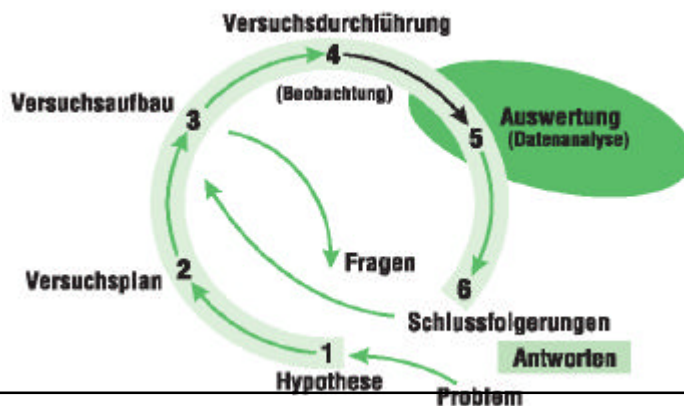 Versuchsdurchführung
4
(Beobachtung)
Versuchsaufbau
3
Auswertung
5
(Datenanalyse)
Fragen
2
Versuchsplan
6
Schlussfolgerungen
1
Antworten
Hypothese
Problem